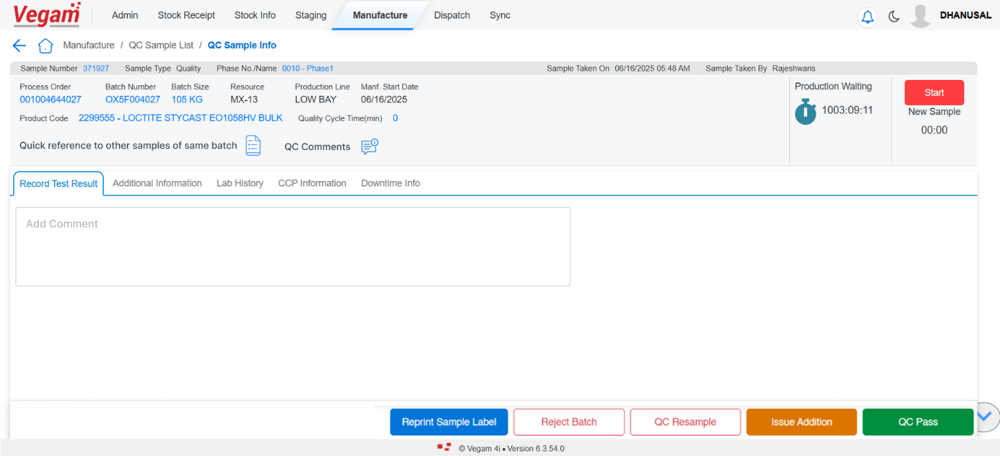 Vegam Admin Stock Receipt Stock Info Staging Manufacture Dispatch Sync DHANUSAL
Manufacture / QC Sample List / QC Sample Info
Sample Number 371927 Sample Type Quality Phase No./Name 0010 - Phase1 Sample Taken On 06/16/2025 05:48 AM Sample Taken By Rajeshwaris
Process Order Batch Number Batch Size Resource Production Line Manf. Start Date
001004644027 OX5F004027 105 KG MX-13 LOW BAY 06/16/2025
Product Code 2299555 - LOCTITE STYCAST EO1058HV BULK Quality Cycle Time(min) 0
Quick reference to other samples of same batch QC Comments
Production Waiting
1003:09:11
Start
New Sample
00:00
Record Test Result Additional Information Lab History CCP Information Downtime Info
Add Comment
Reprint Sample Label Reject Batch QC Resample Issue Addition QC Pass
© Vegam 4i • Version 6.3.54.0